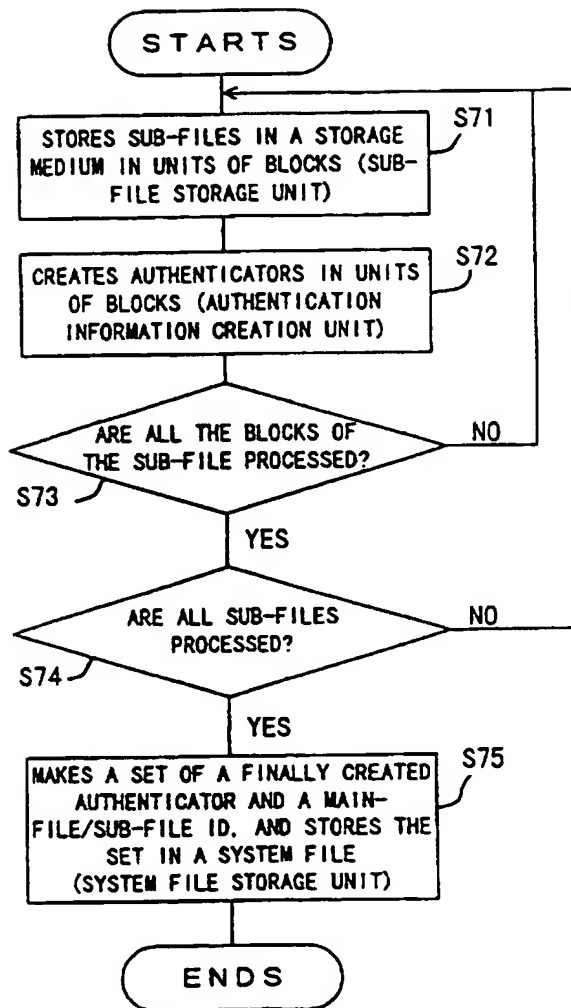 STARTS
STORES SUB-FILES IN A STORAGE
MEDIUM IN UNITS OF BLOCKS (SUB-
FILE STORAGE UNIT)
S71
CREATES AUTHENTICATORS IN UNITS
OF BLOCKS (AUTHENTICATION
INFORMATION CREATION UNIT)
S72
ARE ALL THE BLOCKS OF
THE SUB-FILE PROCESSED?
NO
S73
YES
ARE ALL SUB-FILES
PROCESSED?
NO
S74
YES
MAKES A SET OF A FINALLY CREATED
AUTHENTICATOR AND A MAIN-
FILE/SUB-FILE ID, AND STORES THE
SET IN A SYSTEM FILE
(SYSTEM FILE STORAGE UNIT)
S75
ENDS